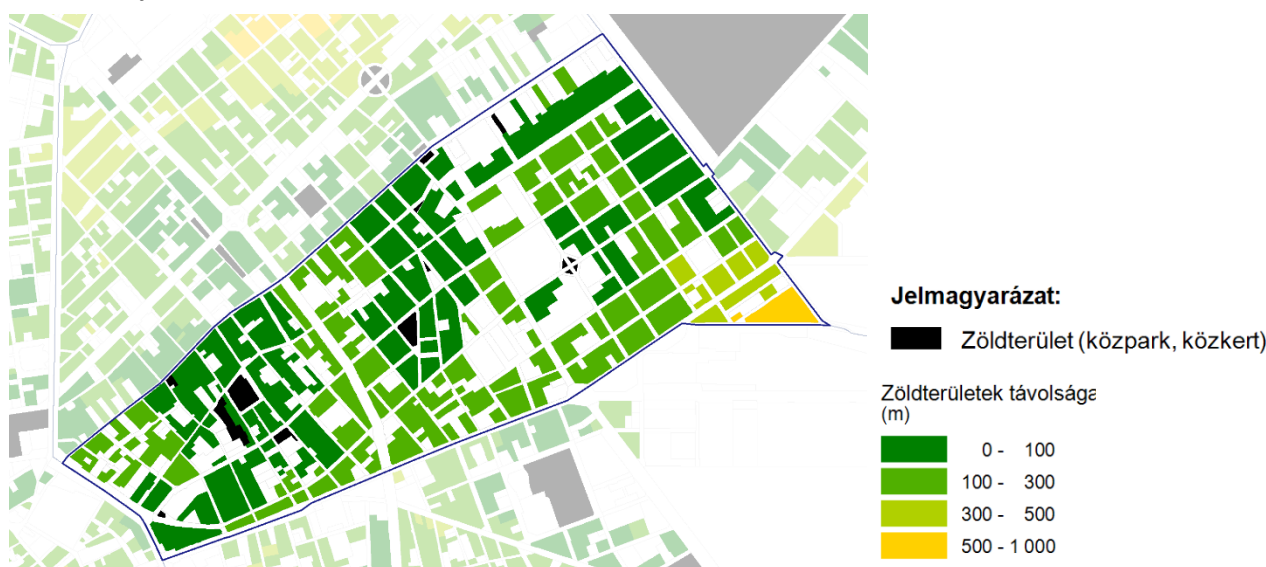 Jelmagyarázat:
Zöldterület (közpark, közkert)
Zöldterületek távolsága
(m)
0 - 100
100 - 300
300 - 500
500 - 1 000